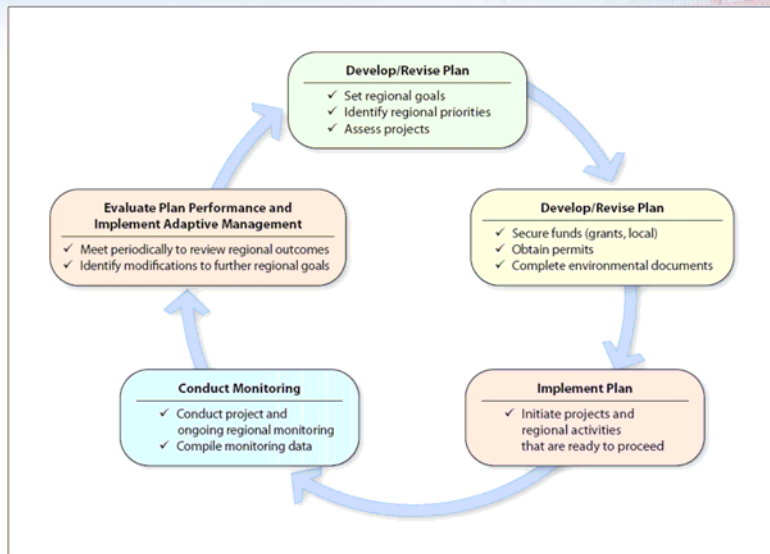 Develop/Revise Plan
✓ Set regional goals
✓ Identify regional priorities
✓ Assess projects
Develop/Revise Plan
✓ Secure funds (grants, local)
✓ Obtain permits
✓ Complete environmental documents
Implement Plan
✓ Initiate projects and
regional activities
that are ready to proceed
Conduct Monitoring
✓ Conduct project and
ongoing regional monitoring
✓ Compile monitoring data
Evaluate Plan Performance and
Implement Adaptive Management
✓ Meet periodically to review regional outcomes
✓ Identify modifications to further regional goals